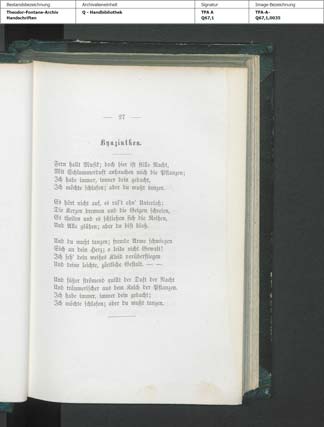 Bestandsbezeichnung Archivalieneinheit Signatur Image-Bezeichnung
Theodor-Fontane-Archiv Handschriften Q - Handbibliothek TFA A Q67,1 TFA-A-Q67,1,0035
— 27 —
Hyazinthen.
Fern hallt Musik; doch hier ist stille Nacht,
Mit Schlummerduft anhauchen mich die Pflanzen;
Ich habe immer, immer dein gedacht,
Ich möchte schlafen; aber du mußt tanzen.
Es hört nicht auf, es ras't ohn' Unterlaß;
Die Kerzen brennen und die Geigen schreien,
Es theilen und es schließen sich die Reihen,
Und Alle glühen; aber du bist blaß.
Und du mußt tanzen; fremde Arme schmiegen
Sich an dein Herz; o leide nicht Gewalt!
Ich seh' dein weißes Kleid vorüberfliegen
Und deine leichte, zärtliche Gestalt. — —
Und süßer strömend quillt der Duft der Nacht
Und träumerischer aus dem Kelch der Pflanzen.
Ich habe immer, immer dein gedacht;
Ich möchte schlafen; aber du mußt tanzen.